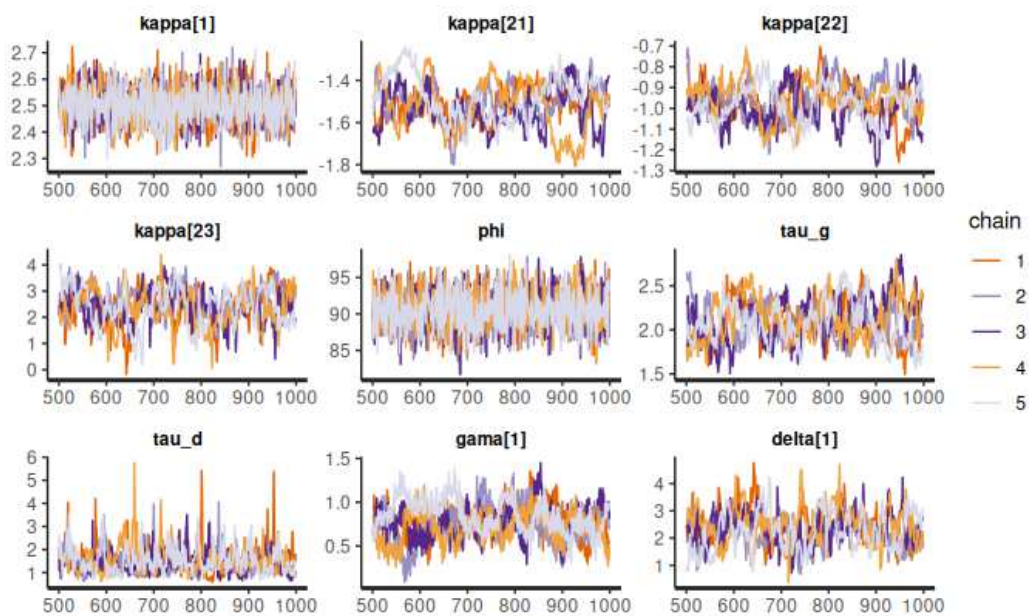 kappa[1] kappa[21] kappa[22]
2.7 -0.7
2.6 -1.4 -0.8
2.5 -0.9
2.4 -1.6 -1.0
-1.1
2.3 -1.8 -1.2
-1.3
500 600 700 800 900 1000 500 600 700 800 900 1000 500 600 700 800 900 1000
kappa[23] phi tau_g
4 95 2.5
3
2 90 2.0
1 85
0 1.5
500 600 700 800 900 1000 500 600 700 800 900 1000 500 600 700 800 900 1000
chain
1
2
3
4
5
tau_d gama[1] delta[1]
6 1.5
5 4
4 1.0 3
3 2
2 0.5 1
1
500 600 700 800 900 1000 500 600 700 800 900 1000 500 600 700 800 900 1000